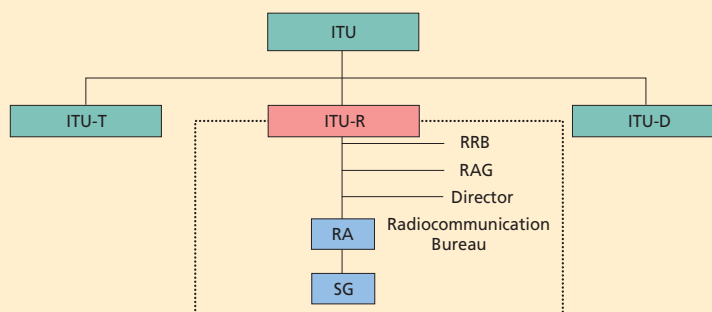 ITU
ITU-T
ITU-R
ITU-D
RRB
RAG
Director
RA
Radiocommunication
Bureau
SG